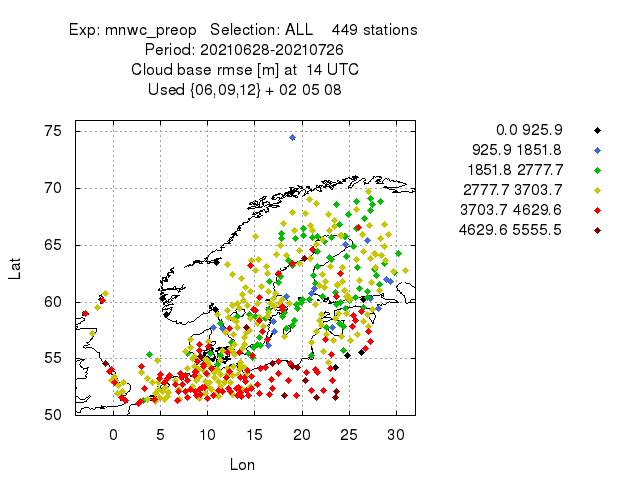 Exp: mnwc_preop Selection: ALL 449 stations
Period: 20210628-20210726
Cloud base rmse [m] at 14 UTC
Used {06,09,12} + 02 05 08
0.0 925.9
925.9 1851.8
1851.8 2777.7
2777.7 3703.7
3703.7 4629.6
4629.6 5555.5
75
70
65
60
55
50
Lat
0 5 10 15 20 25 30
Lon